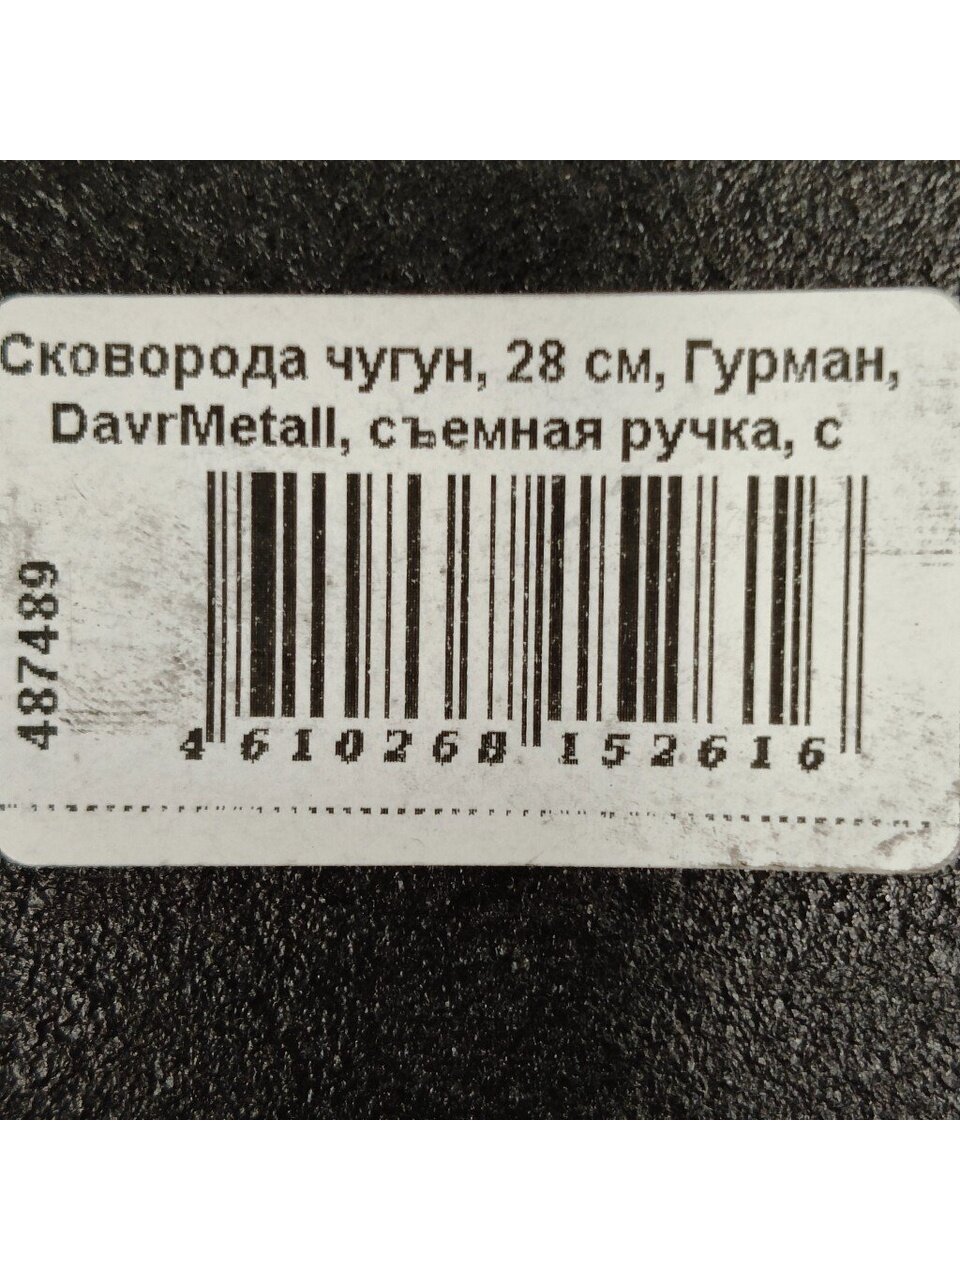 Сковорода чугун, 28 см, Гурман,
DavrMetall, съемная ручка, с
487489
4 610268 152616